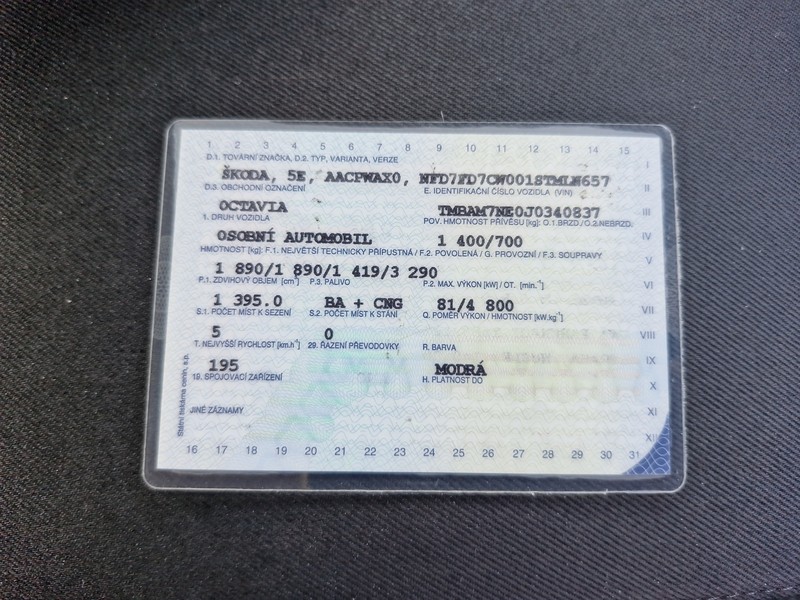 1 2 3 4 5 6 7 8 9 10 11 12 13 14 15
D.1. TOVÁRNÍ ZNAČKA, D.2. TYP, VARIANTA, VERZE
I
ŠKODA, 5E, AACPWAX0, NFD7FD7CW001STMLN657
D.3. OBCHODNÍ OZNAČENÍ E. IDENTIFIKAČNÍ ČÍSLO VOZIDLA (VIN)
II
OCTAVIA TMBAM7NE0J0340837
III
1. DRUH VOZIDLA POV. HMOTNOST PŘÍVĚSU [kg]: O.1.BRZD./O.2.NEBRZD.
OSOBNÍ AUTOMOBIL 1 400/700
IV
HMOTNOST [kg]: F.1. NEJVĚTŠÍ TECHNICKY PŘÍPUSTNÁ / F.2. POVOLENÁ / G. PROVOZNÍ / F.3. SOUPRAVY
V
1 890/1 890/1 419/3 290
P.1. ZDVIHOVÝ OBJEM [cm³] P.3. PALIVO P.2. MAX. VÝKON [kW] / OT. [min.⁻¹]
VI
1 395.0 BA + CNG 81/4 800
VII
S.1. POČET MÍST K SEZENÍ S.2. POČET MÍST K STÁNÍ Q. POMĚR VÝKON / HMOTNOST [kW.kg⁻¹]
5 0
VIII
T. NEJVYŠŠÍ RYCHLOST [km.h⁻¹] 29. ŘAZENÍ PŘEVODOVKY R. BARVA
195 MODRÁ
IX
19. SPOJOVACÍ ZAŘÍZENÍ H. PLATNOST DO
X
JINÉ ZÁZNAMY
XI
XII
16 17 18 19 20 21 22 23 24 25 26 27 28 29 30 31
Státní tiskárna cenin, s.p.